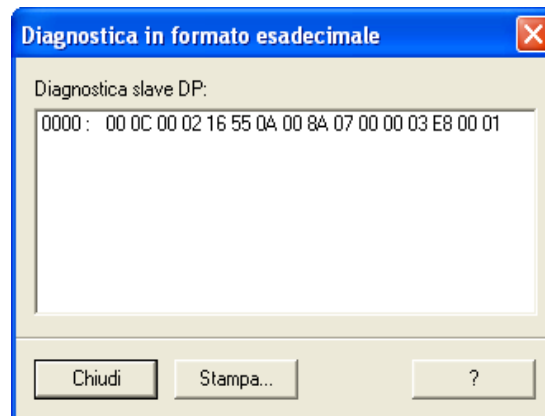 Diagnostica in formato esadecimale
Diagnostica slave DP:
0000 : 00 0C 00 02 16 55 0A 00 8A 07 00 00 03 E8 00 01
Chiudi
Stampa...
?